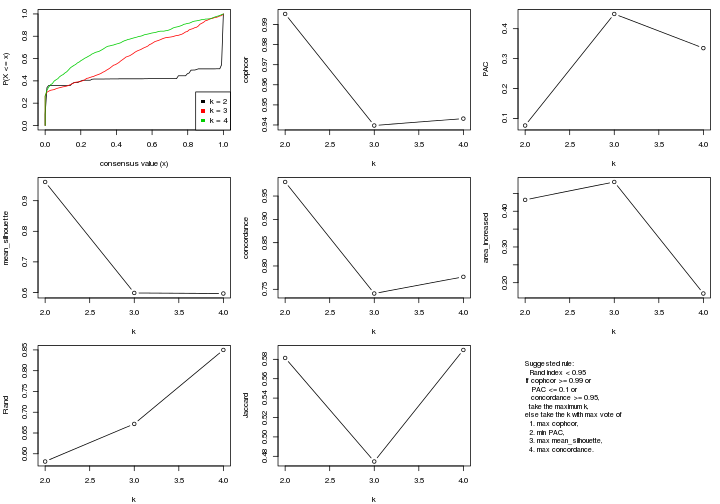 P(X <= x)
0.0 0.2 0.4 0.6 0.8 1.0
k = 2
k = 3
k = 4
0.0 0.2 0.4 0.6 0.8 1.0
consensus value (x)
cophcor
0.94 0.95 0.96 0.97 0.98 0.99
2.0 2.5 3.0 3.5 4.0
k
PAC
0.1 0.2 0.3 0.4
2.0 2.5 3.0 3.5 4.0
k
mean_silhouette
0.6 0.7 0.8 0.9
2.0 2.5 3.0 3.5 4.0
k
concordance
0.75 0.80 0.85 0.90 0.95
2.0 2.5 3.0 3.5 4.0
k
area_increased
0.20 0.30 0.40
2.0 2.5 3.0 3.5 4.0
k
Rand
0.60 0.65 0.70 0.75 0.80 0.85
2.0 2.5 3.0 3.5 4.0
k
Jaccard
0.48 0.50 0.52 0.54 0.56 0.58
2.0 2.5 3.0 3.5 4.0
k
Suggested rule:
Rand index < 0.95
If cophcor >= 0.99 or
PAC <= 0.1 or
concordance >= 0.95,
take the maximum k,
else take the k with max vote of
1. max cophcor,
2. min PAC,
3. max mean_silhouette,
4. max concordance.